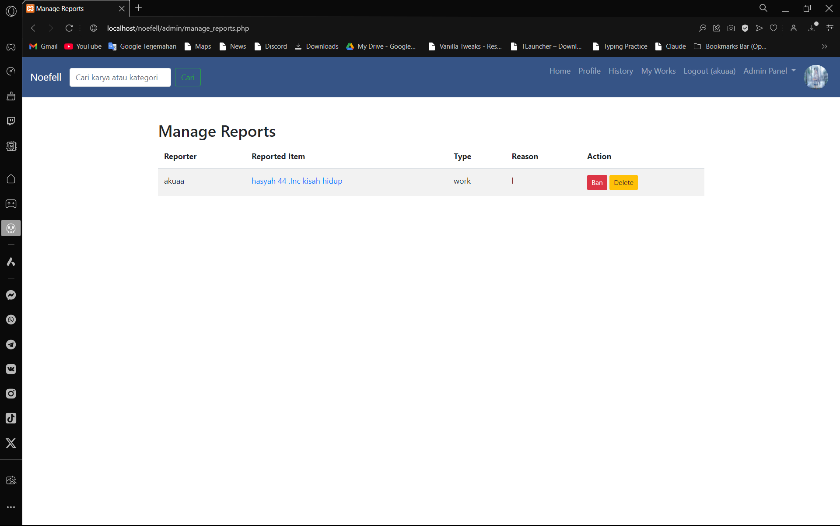 Manage Reports
localhost/noefell/admin/manage_reports.php
Gmail YouTube Google Terjemahan Maps News Discord Downloads My Drive - Google... Vanilla Tweaks - Res... TLauncher — Downl... Typing Practice Claude Bookmarks Bar (Op...
Noefell Cari karya atau kategori Cari Home Profile History My Works Logout (akuaa) Admin Panel
Manage Reports
Reporter Reported Item Type Reason Action
akuaa hasyah 44 .Inc kisah hidup work l Ban Delete